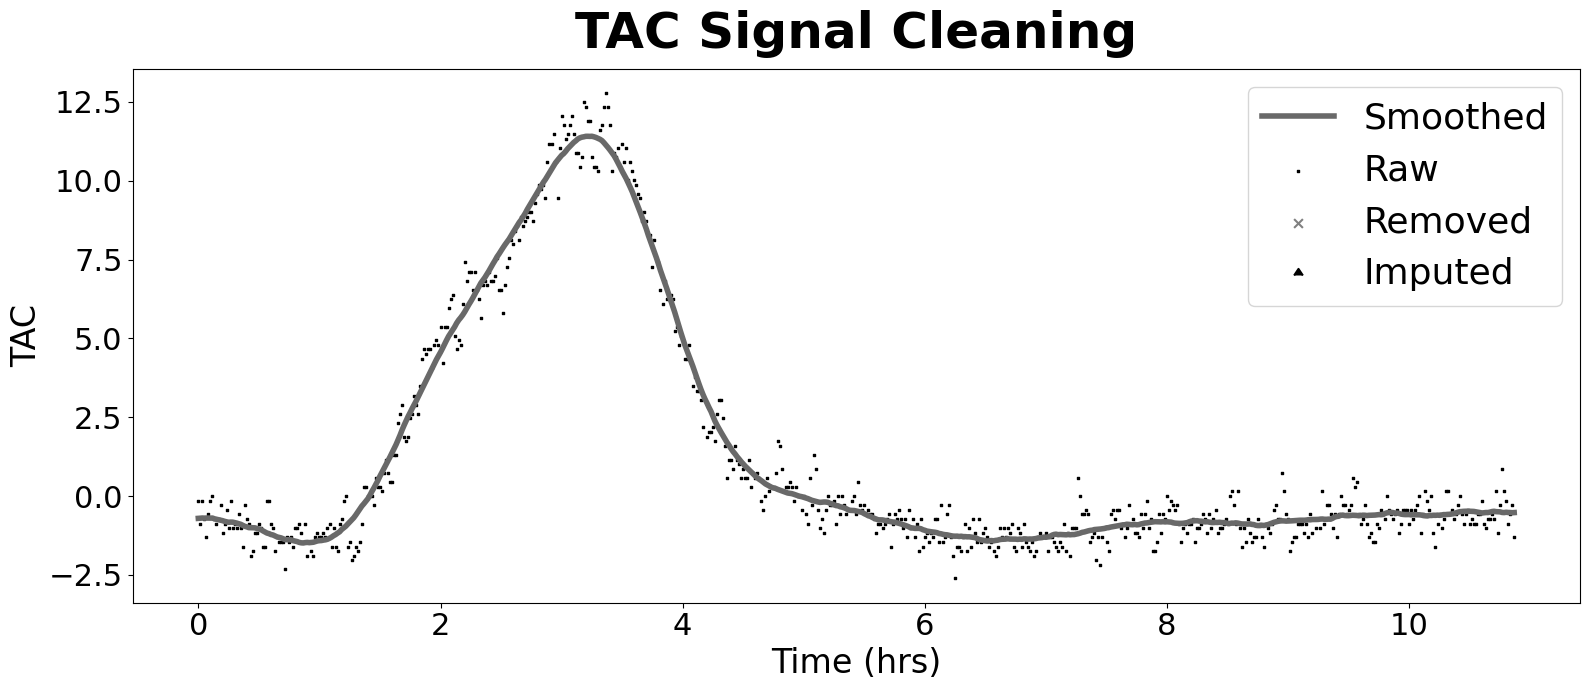 TAC Signal Cleaning
12.5
10.0
7.5
5.0
2.5
0.0
−2.5
TAC
Smoothed
Raw
Removed
Imputed
0 2 4 6 8 10
Time (hrs)